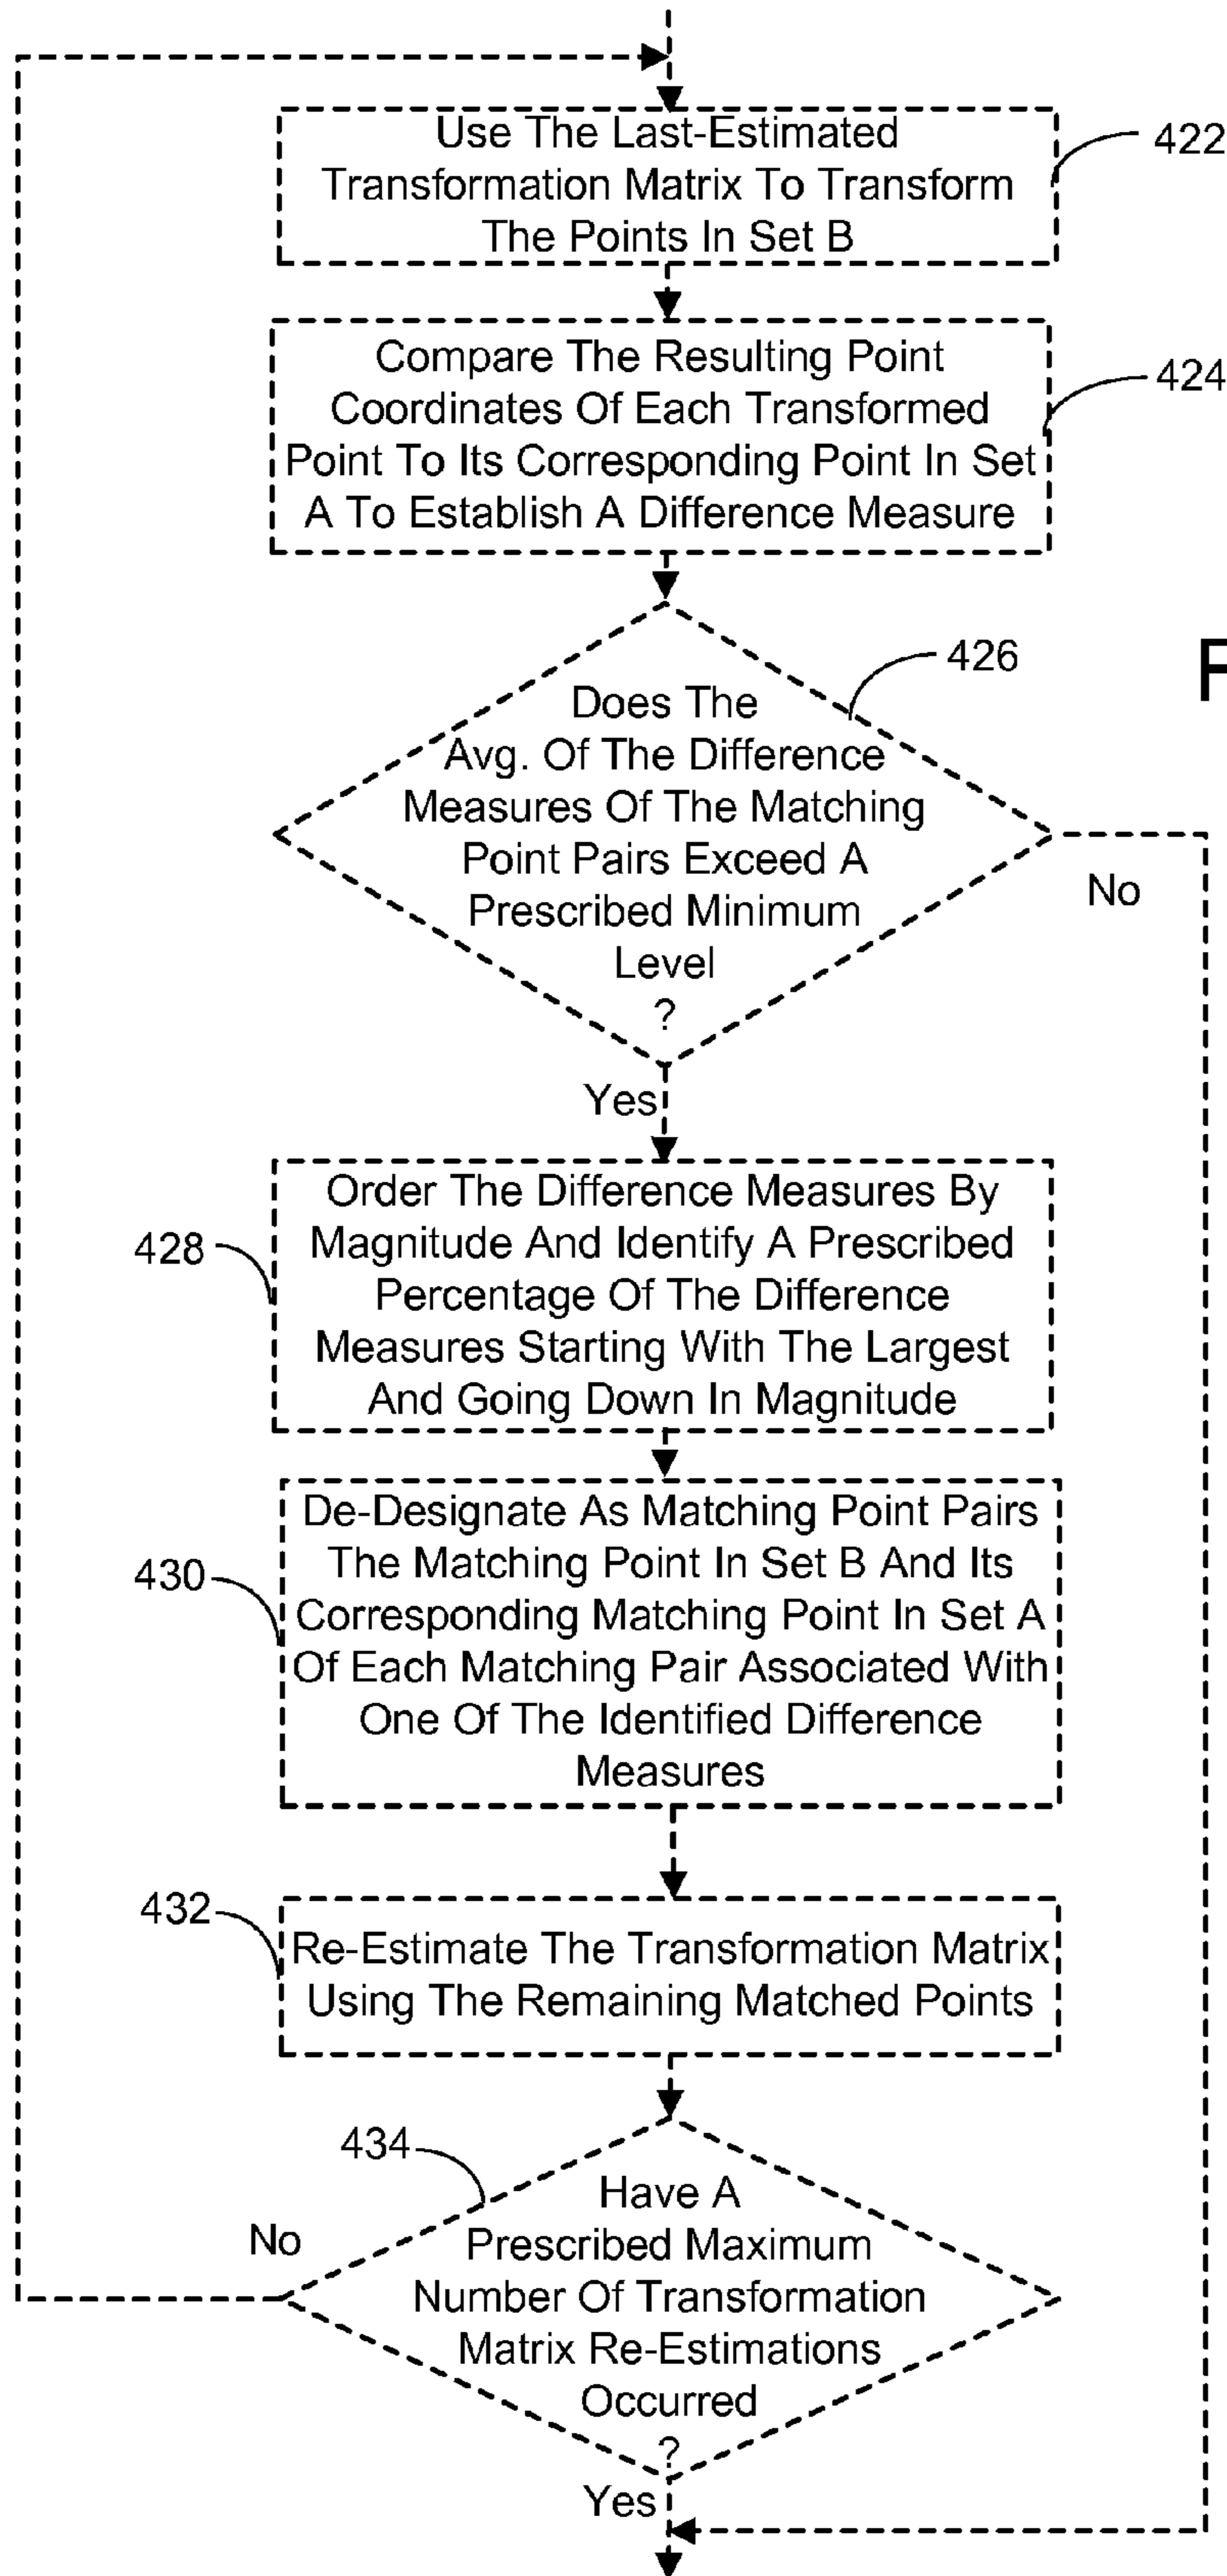 Use The Last-Estimated
Transformation Matrix To Transform
The Points In Set B
422
Compare The Resulting Point
Coordinates Of Each Transformed
Point To Its Corresponding Point In Set
A To Establish A Difference Measure
424
F
426
Does The
Avg. Of The Difference
Measures Of The Matching
Point Pairs Exceed A
Prescribed Minimum
Level
?
No
Yes
428
Order The Difference Measures By
Magnitude And Identify A Prescribed
Percentage Of The Difference
Measures Starting With The Largest
And Going Down In Magnitude
430
De-Designate As Matching Point Pairs
The Matching Point In Set B And Its
Corresponding Matching Point In Set A
Of Each Matching Pair Associated With
One Of The Identified Difference
Measures
432
Re-Estimate The Transformation Matrix
Using The Remaining Matched Points
434
No
Have A
Prescribed Maximum
Number Of Transformation
Matrix Re-Estimations
Occurred
?
Yes